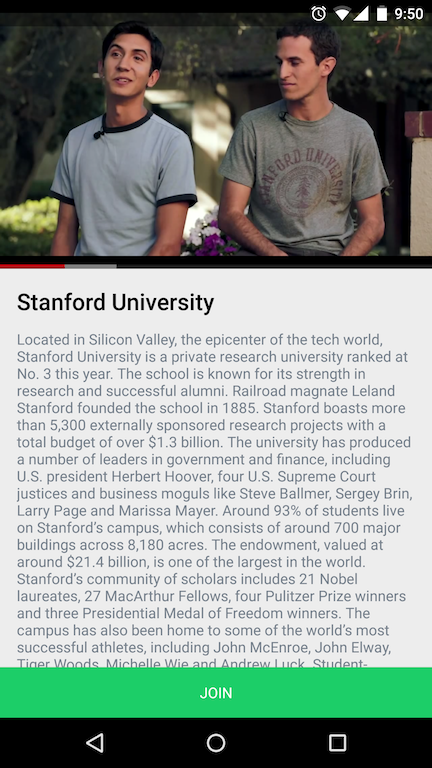 9:50
STANFORD UNIVERSITY
Stanford University
Located in Silicon Valley, the epicenter of the tech world,
Stanford University is a private research university ranked at
No. 3 this year. The school is known for its strength in
research and successful alumni. Railroad magnate Leland
Stanford founded the school in 1885. Stanford boasts more
than 5,300 externally sponsored research projects with a
total budget of over $1.3 billion. The university has produced
a number of leaders in government and finance, including
U.S. president Herbert Hoover, four U.S. Supreme Court
justices and business moguls like Steve Ballmer, Sergey Brin,
Larry Page and Marissa Mayer. Around 93% of students live
on Stanford’s campus, which consists of around 700 major
buildings across 8,180 acres. The endowment, valued at
around $21.4 billion, is one of the largest in the world.
Stanford’s community of scholars includes 21 Nobel
laureates, 27 MacArthur Fellows, four Pulitzer Prize winners
and three Presidential Medal of Freedom winners. The
campus has also been home to some of the world’s most
successful athletes, including John McEnroe, John Elway,
Tiger Woods, Michelle Wie and Andrew Luck. Student-
JOIN